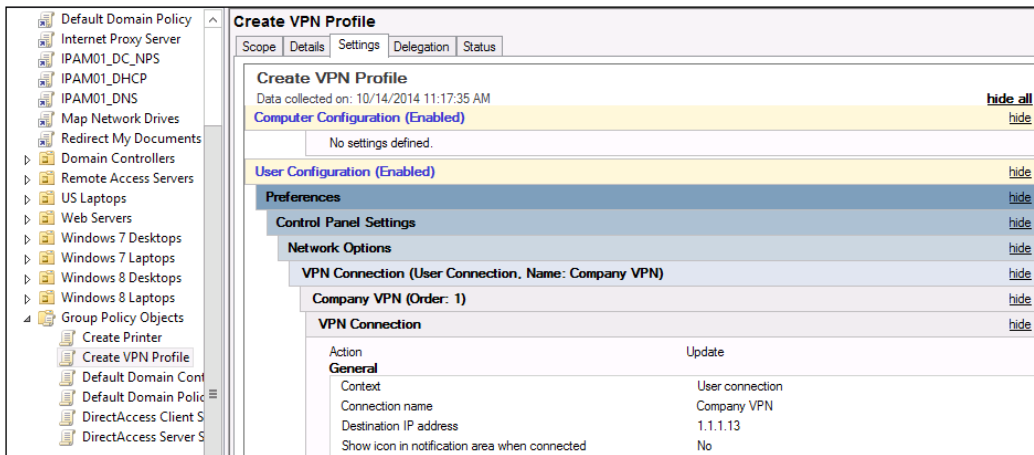 Default Domain Policy
Internet Proxy Server
IPAM01_DC_NPS
IPAM01_DHCP
IPAM01_DNS
Map Network Drives
Redirect My Documents
Domain Controllers
Remote Access Servers
US Laptops
Web Servers
Windows 7 Desktops
Windows 7 Laptops
Windows 8 Desktops
Windows 8 Laptops
Group Policy Objects
Create Printer
Create VPN Profile
Default Domain Cont
Default Domain Polic
DirectAccess Client S
DirectAccess Server S
Create VPN Profile
Scope Details Settings Delegation Status
Create VPN Profile
Data collected on: 10/14/2014 11:17:35 AM hide all
Computer Configuration (Enabled) hide
No settings defined.
User Configuration (Enabled) hide
Preferences hide
Control Panel Settings hide
Network Options hide
VPN Connection (User Connection, Name: Company VPN) hide
Company VPN (Order: 1) hide
VPN Connection hide
Action Update
General
Context User connection
Connection name Company VPN
Destination IP address 1.1.1.13
Show icon in notification area when connected No